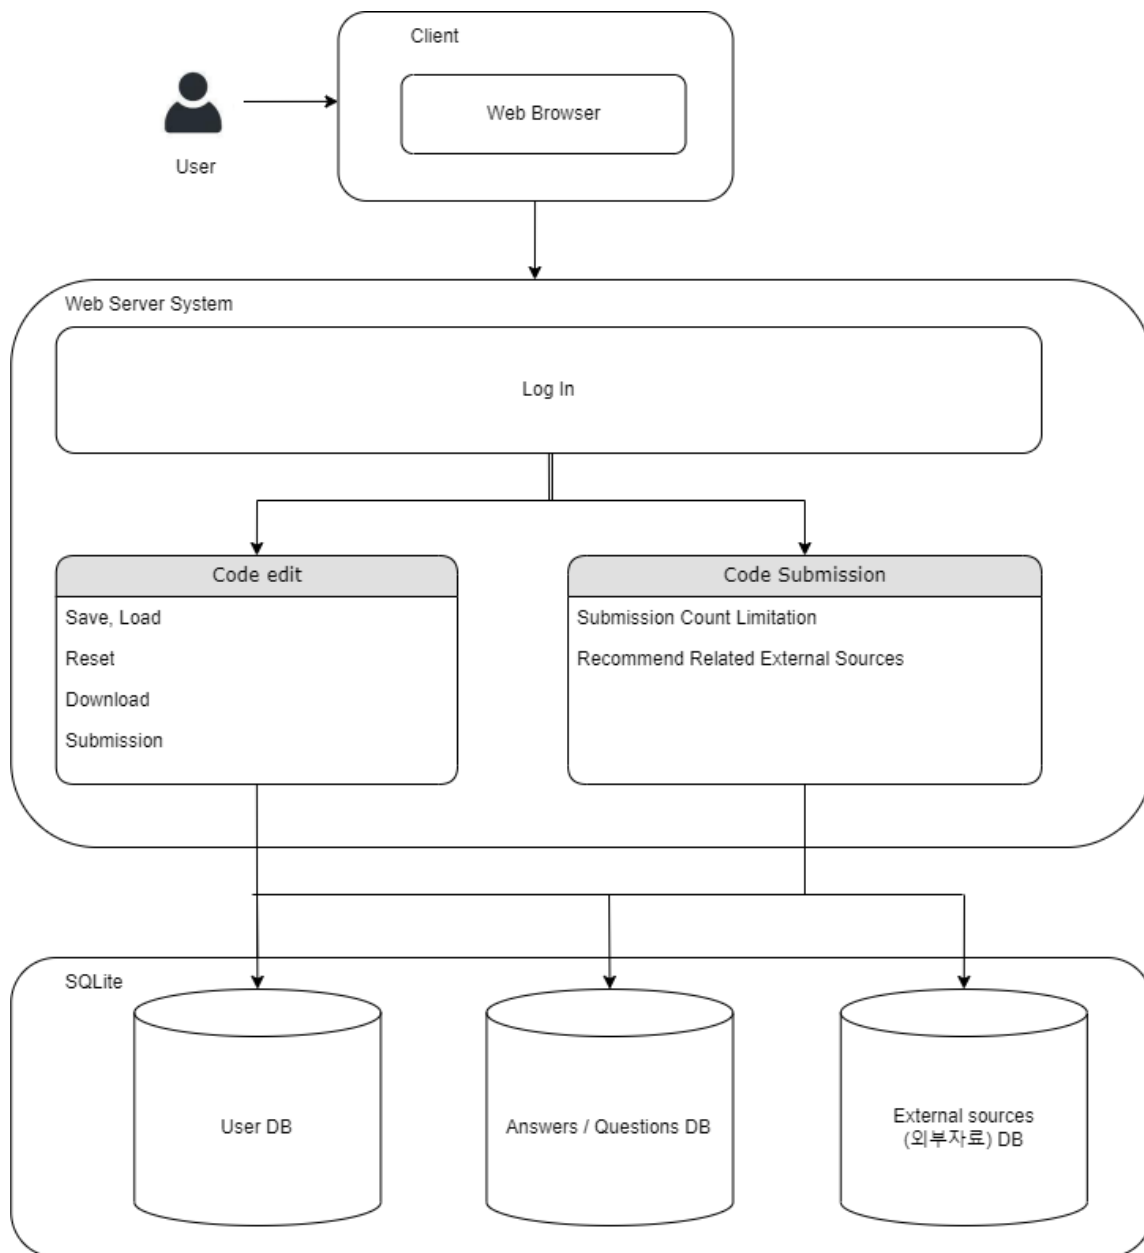 Client
Web Browser
User
Web Server System
Log In
Code edit
Save, Load
Reset
Download
Submission
Code Submission
Submission Count Limitation
Recommend Related External Sources
SQLite
User DB
Answers / Questions DB
External sources
(외부자료) DB